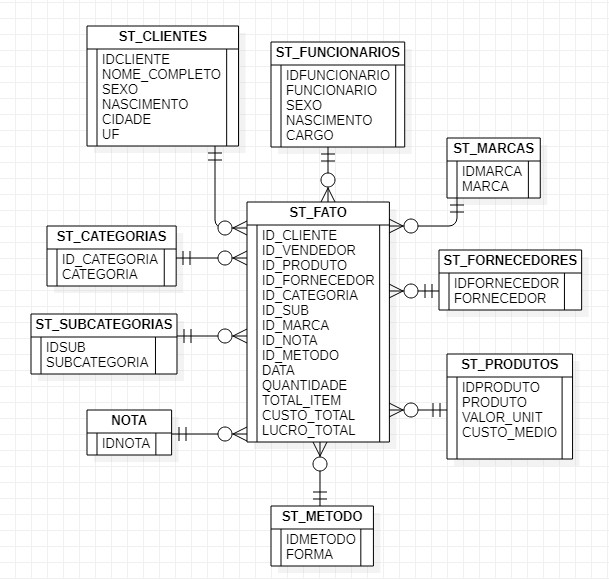 ST_CLIENTES
IDCLIENTE
NOME_COMPLETO
SEXO
NASCIMENTO
CIDADE
UF
ST_FUNCIONARIOS
IDFUNCIONARIO
FUNCIONARIO
SEXO
NASCIMENTO
CARGO
ST_MARCAS
IDMARCA
MARCA
ST_FATO
ID_CLIENTE
ID_VENDEDOR
ID_PRODUTO
ID_FORNECEDOR
ID_CATEGORIA
ID_SUB
ID_MARCA
ID_NOTA
ID_METODO
DATA
QUANTIDADE
TOTAL_ITEM
CUSTO_TOTAL
LUCRO_TOTAL
ST_CATEGORIAS
ID_CATEGORIA
CATEGORIA
ST_FORNECEDORES
IDFORNECEDOR
FORNECEDOR
ST_SUBCATEGORIAS
IDSUB
SUBCATEGORIA
ST_PRODUTOS
IDPRODUTO
PRODUTO
VALOR_UNIT
CUSTO_MEDIO
NOTA
IDNOTA
ST_METODO
IDMETODO
FORMA